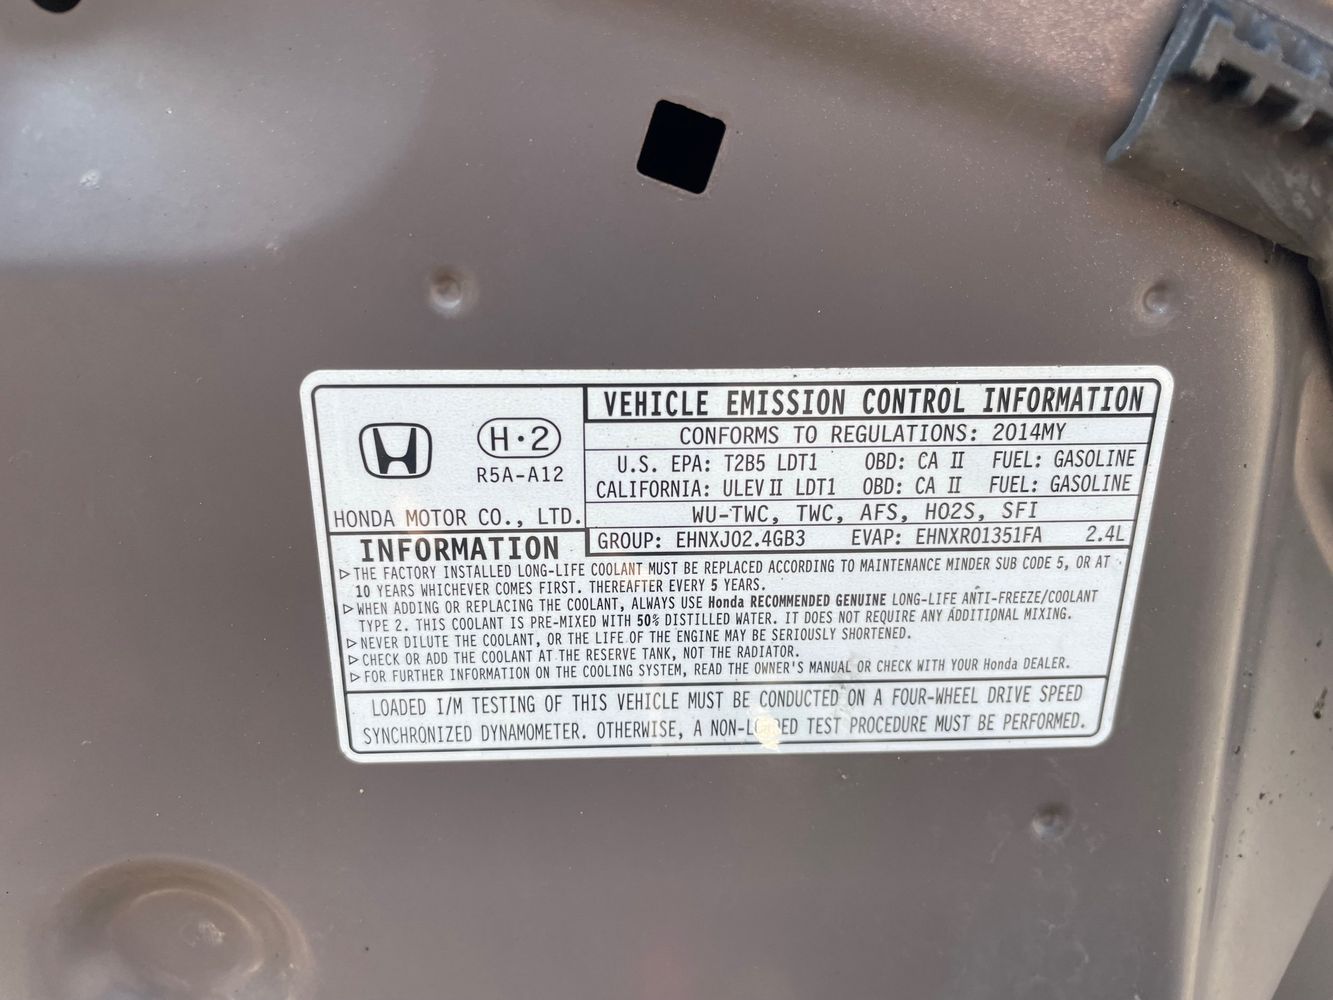 H·2
R5A-A12
HONDA MOTOR CO., LTD.
VEHICLE EMISSION CONTROL INFORMATION
CONFORMS TO REGULATIONS: 2014MY
U.S. EPA: T2B5 LDT1 OBD: CA II FUEL: GASOLINE
CALIFORNIA: ULEV II LDT1 OBD: CA II FUEL: GASOLINE
WU-TWC, TWC, AFS, HO2S, SFI
GROUP: EHNXJ02.4GB3 EVAP: EHNXR01351FA 2.4L
INFORMATION
▷ THE FACTORY INSTALLED LONG-LIFE COOLANT MUST BE REPLACED ACCORDING TO MAINTENANCE MINDER SUB CODE 5, OR AT
10 YEARS WHICHEVER COMES FIRST. THEREAFTER EVERY 5 YEARS.
▷ WHEN ADDING OR REPLACING THE COOLANT, ALWAYS USE Honda RECOMMENDED GENUINE LONG-LIFE ANTI-FREEZE/COOLANT
TYPE 2. THIS COOLANT IS PRE-MIXED WITH 50% DISTILLED WATER. IT DOES NOT REQUIRE ANY ADDITIONAL MIXING.
▷ NEVER DILUTE THE COOLANT, OR THE LIFE OF THE ENGINE MAY BE SERIOUSLY SHORTENED.
▷ CHECK OR ADD THE COOLANT AT THE RESERVE TANK, NOT THE RADIATOR.
▷ FOR FURTHER INFORMATION ON THE COOLING SYSTEM, READ THE OWNER'S MANUAL OR CHECK WITH YOUR Honda DEALER.
LOADED I/M TESTING OF THIS VEHICLE MUST BE CONDUCTED ON A FOUR-WHEEL DRIVE SPEED
SYNCHRONIZED DYNAMOMETER. OTHERWISE, A NON-LOADED TEST PROCEDURE MUST BE PERFORMED.